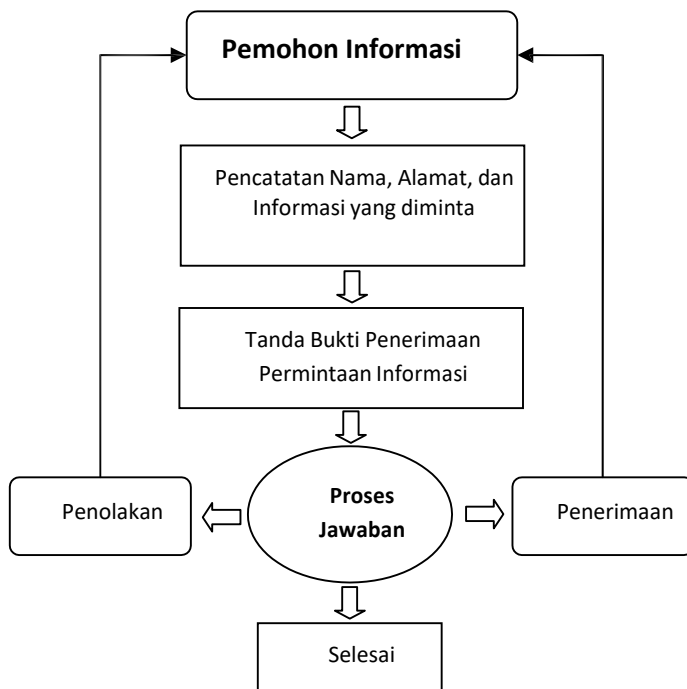 Pemohon Informasi
Pencatatan Nama, Alamat, dan
Informasi yang diminta
Tanda Bukti Penerimaan
Permintaan Informasi
Penolakan
Proses
Jawaban
Penerimaan
Selesai